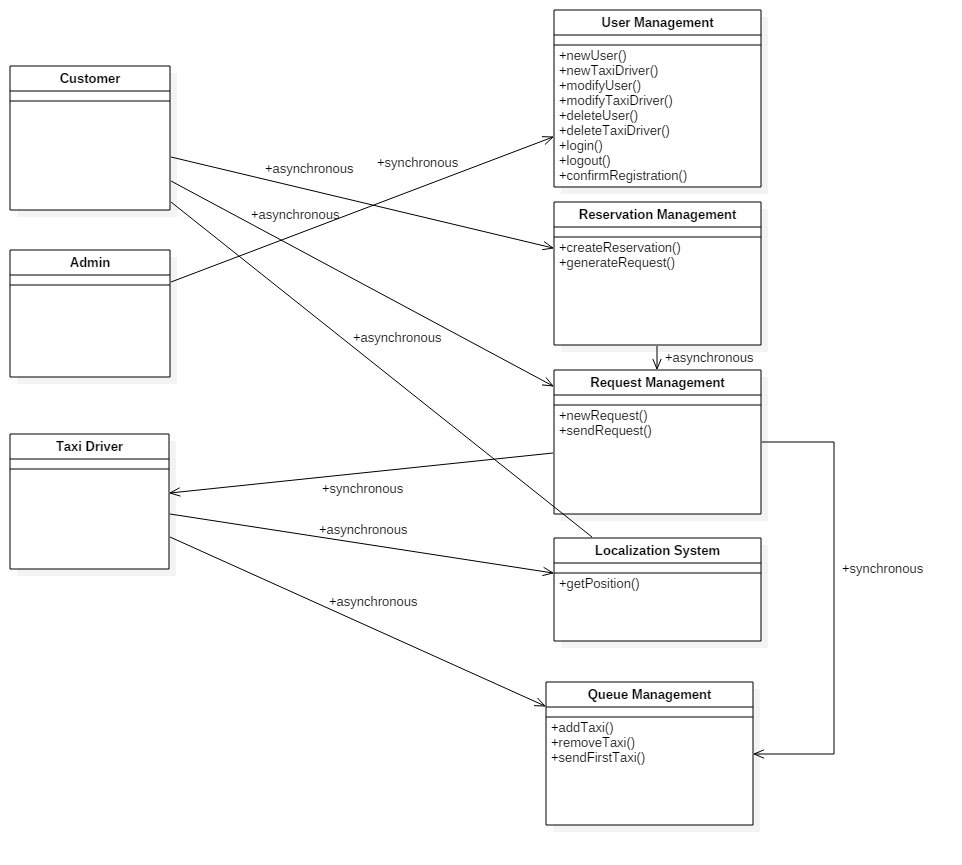 User Management
+newUser()
+newTaxiDriver()
+modifyUser()
+modifyTaxiDriver()
+deleteUser()
+deleteTaxiDriver()
+login()
+logout()
+confirmRegistration()
Customer
+asynchronous
+synchronous
+asynchronous
Reservation Management
+createReservation()
+generateRequest()
Admin
+asynchronous
+asynchronous
Request Management
+newRequest()
+sendRequest()
Taxi Driver
+synchronous
+asynchronous
Localization System
+getPosition()
+synchronous
+asynchronous
Queue Management
+addTaxi()
+removeTaxi()
+sendFirstTaxi()